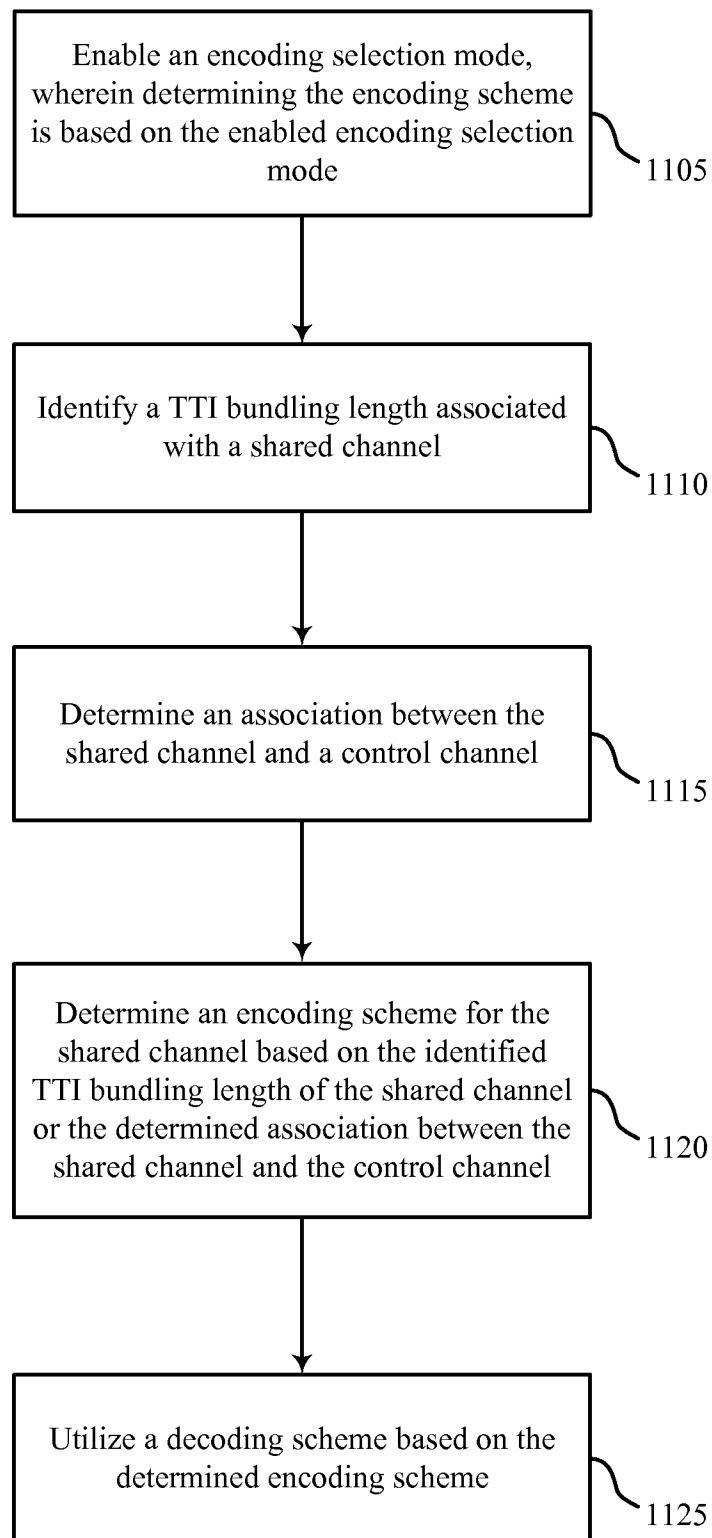 Enable an encoding selection mode,
wherein determining the encoding scheme
is based on the enabled encoding selection
mode
1105
Identify a TTI bundling length associated
with a shared channel
1110
Determine an association between the
shared channel and a control channel
1115
Determine an encoding scheme for the
shared channel based on the identified
TTI bundling length of the shared channel
or the determined association between the
shared channel and the control channel
1120
Utilize a decoding scheme based on the
determined encoding scheme
1125